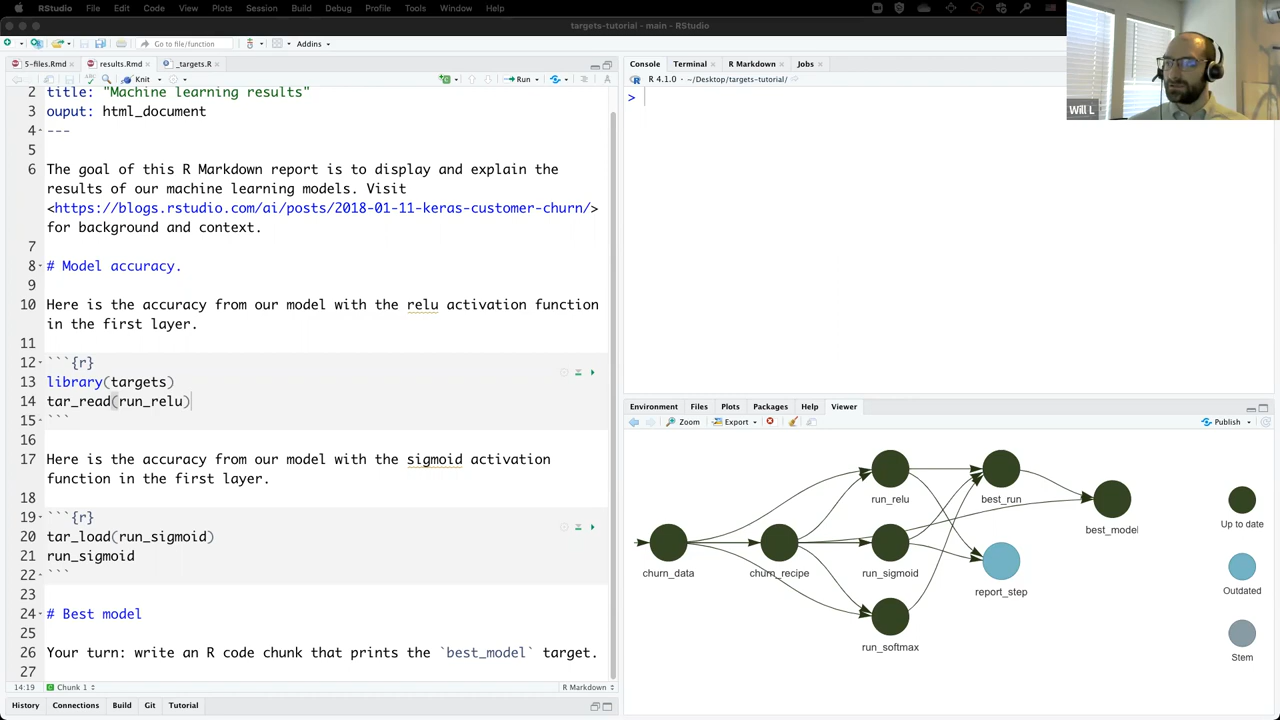 RStudio File Edit Code View Plots Session Build Debug Profile Tools Window Help
targets-tutorial - main - RStudio
Go to file/function Addins
5-files.Rmd results.Rmd _targets.R
Knit Run
2 title: "Machine learning results"
3 ouput: html_document
4 ---
5
6 The goal of this R Markdown report is to display and explain the
results of our machine learning models. Visit
<https://blogs.rstudio.com/ai/posts/2018-01-11-keras-customer-churn/>
for background and context.
7
8 # Model accuracy.
9
10 Here is the accuracy from our model with the relu activation function
in the first layer.
11
12 ```{r}
13 library(targets)
14 tar_read(run_relu)
15 ```
16
17 Here is the accuracy from our model with the sigmoid activation
function in the first layer.
18
19 ```{r}
20 tar_load(run_sigmoid)
21 run_sigmoid
22 ```
23
24 # Best model
25
26 Your turn: write an R code chunk that prints the `best_model` target.
27
14:19 Chunk 1 R Markdown
History Connections Build Git Tutorial
Console Terminal R Markdown Jobs
R 4.1.0 · ~/Desktop/targets-tutorial/
>
Will L
Environment Files Plots Packages Help Viewer
Zoom Export Publish
run_relu
best_run
best_model
churn_data
churn_recipe
run_sigmoid
report_step
run_softmax
Up to date
Outdated
Stem